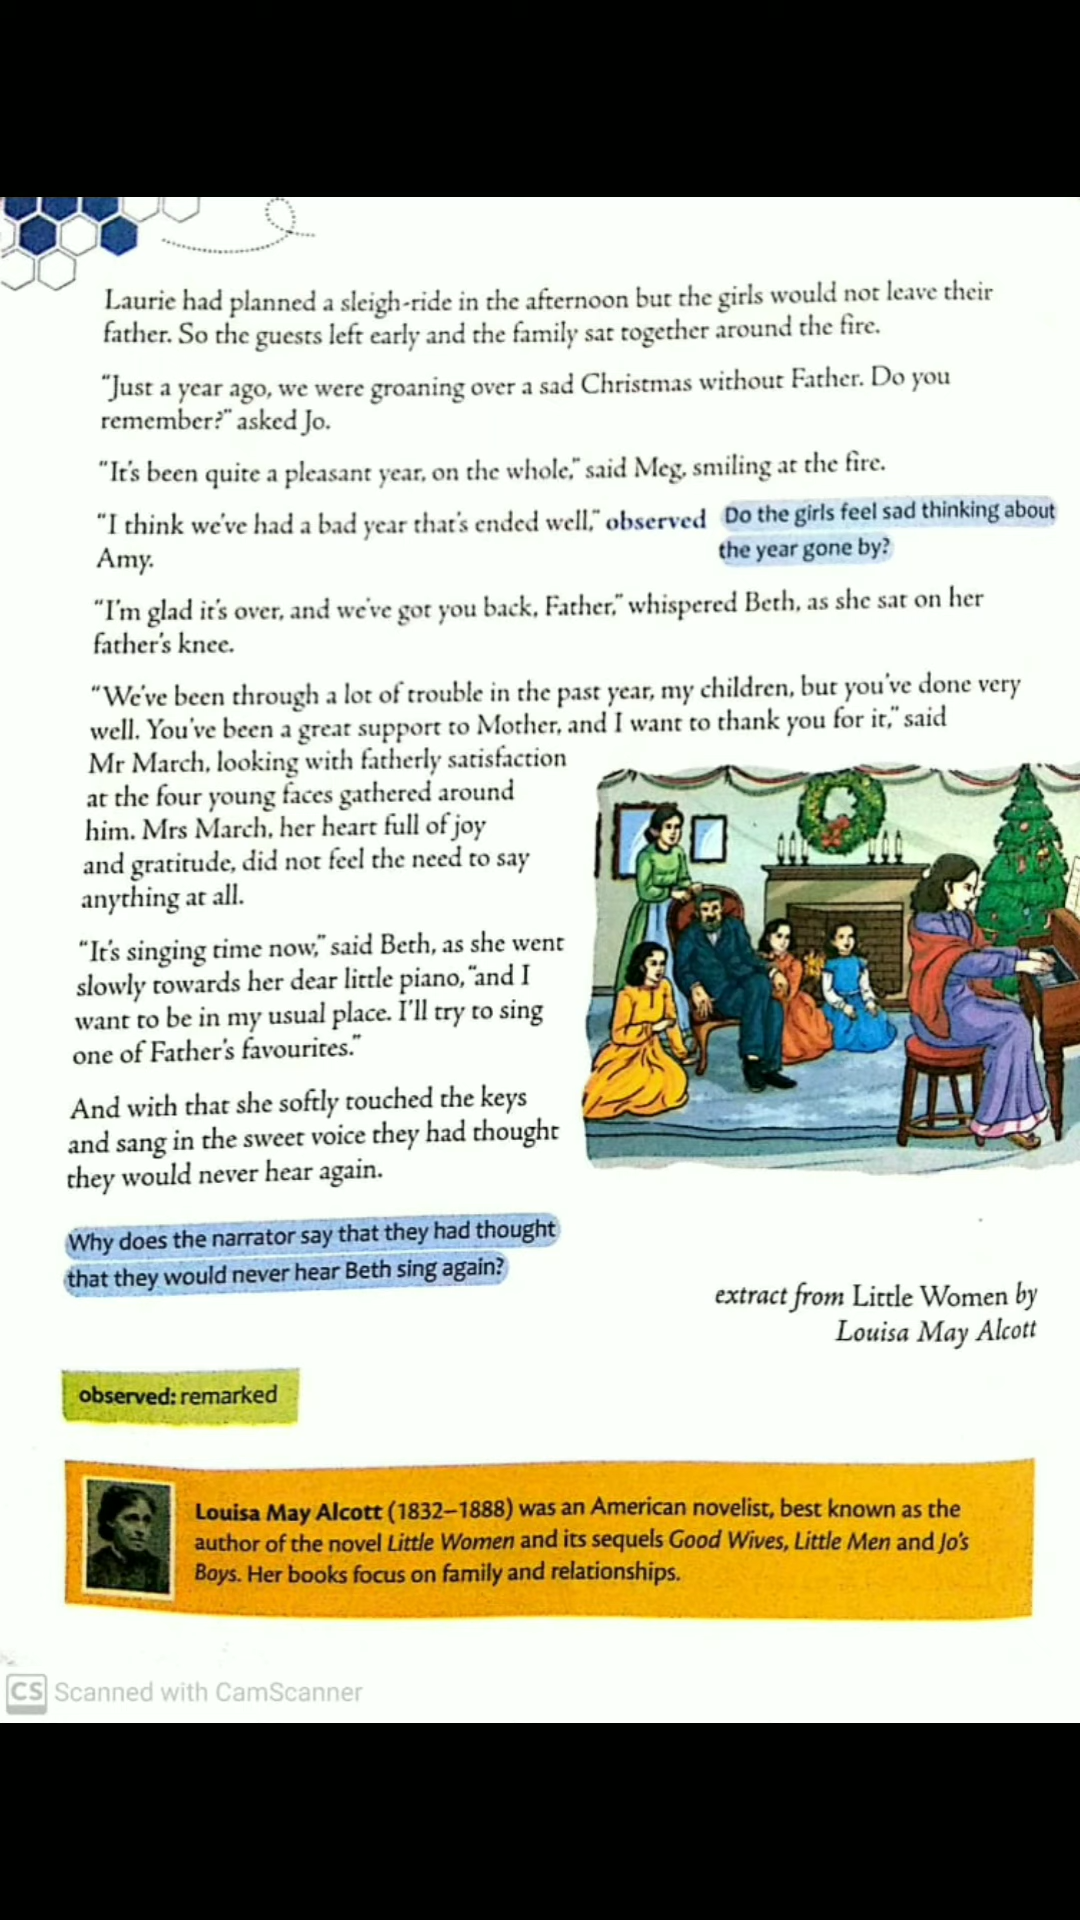 Laurie had planned a sleigh-ride in the afternoon but the girls would not leave their
father. So the guests left early and the family sat together around the fire.
"Just a year ago, we were groaning over a sad Christmas without Father. Do you
remember?" asked Jo.
"It's been quite a pleasant year, on the whole," said Meg, smiling at the fire.
"I think we've had a bad year that's ended well," observed
Amy.
Do the girls feel sad thinking about
the year gone by?
"I'm glad it's over, and we've got you back, Father," whispered Beth, as she sat on her
father's knee.
"We've been through a lot of trouble in the past year, my children, but you've done very
well. You've been a great support to Mother, and I want to thank you for it," said
Mr March, looking with fatherly satisfaction
at the four young faces gathered around
him. Mrs March, her heart full of joy
and gratitude, did not feel the need to say
anything at all.
"It's singing time now," said Beth, as she went
slowly towards her dear little piano, "and I
want to be in my usual place. I'll try to sing
one of Father's favourites."
And with that she softly touched the keys
and sang in the sweet voice they had thought
they would never hear again.
Why does the narrator say that they had thought
that they would never hear Beth sing again?
extract from Little Women by
Louisa May Alcott
observed: remarked
Louisa May Alcott (1832–1888) was an American novelist, best known as the
author of the novel Little Women and its sequels Good Wives, Little Men and Jo's
Boys. Her books focus on family and relationships.
CS Scanned with CamScanner